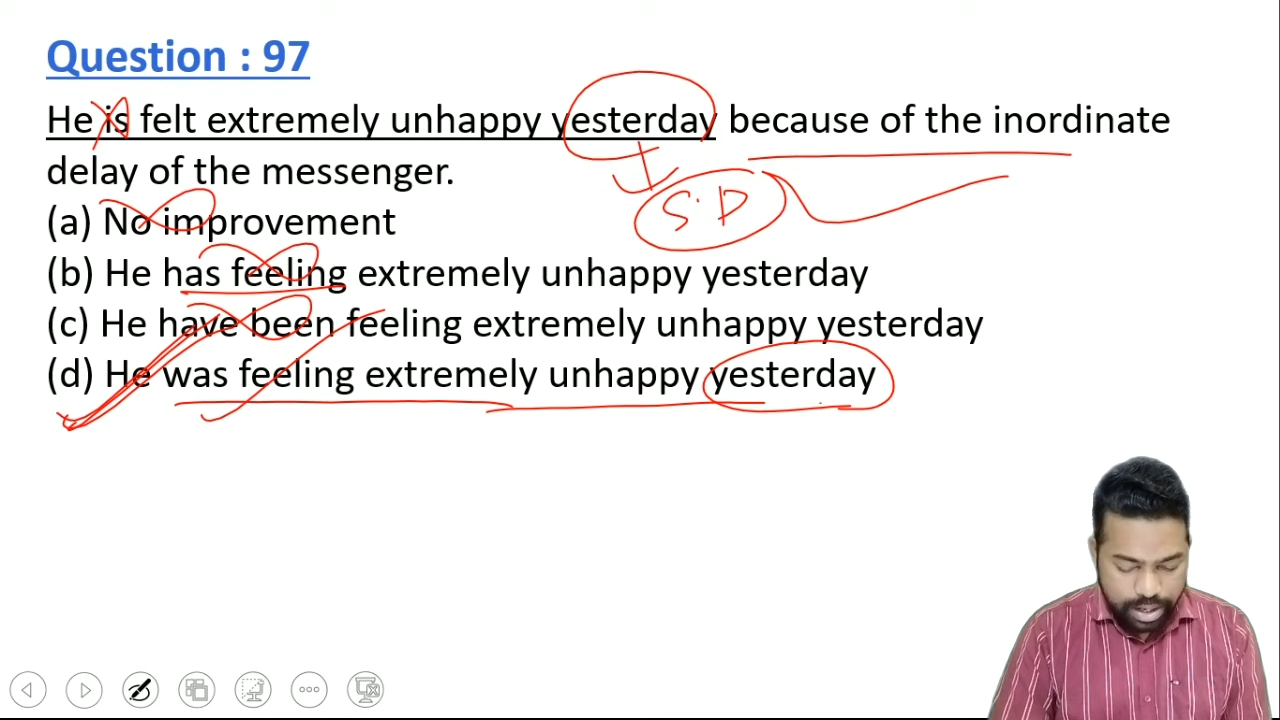 Question : 97
He is felt extremely unhappy yesterday because of the inordinate
delay of the messenger.
S.P
(a) No improvement
(b) He has feeling extremely unhappy yesterday
(c) He have been feeling extremely unhappy yesterday
(d) He was feeling extremely unhappy yesterday